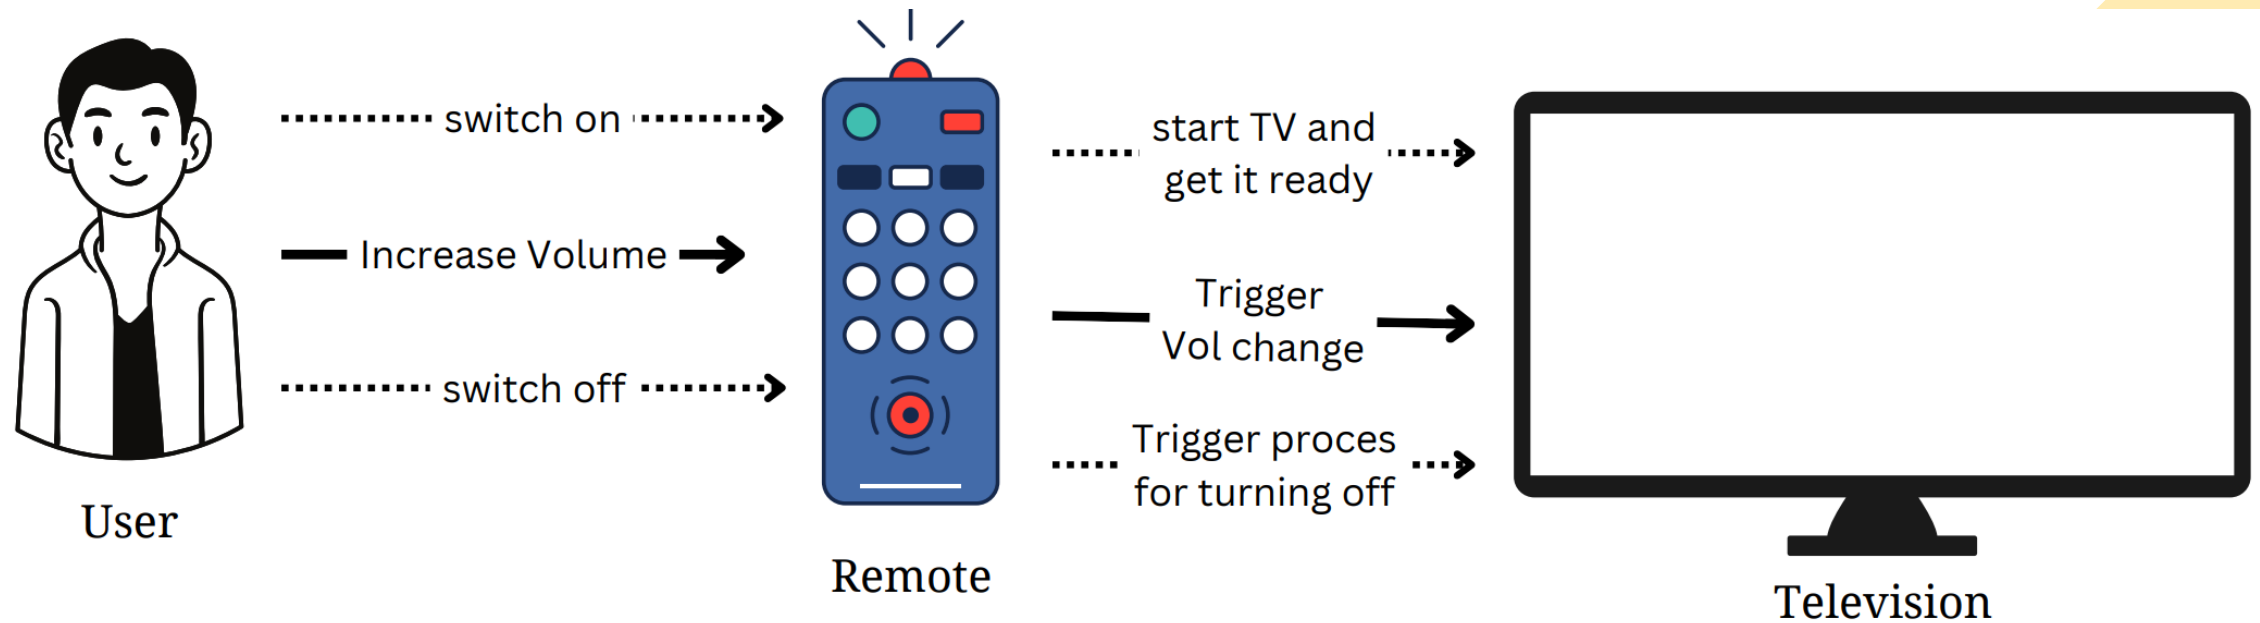 switch on
start TV and
get it ready
Increase Volume
Trigger
Vol change
switch off
Trigger proces
for turning off
User
Remote
Television